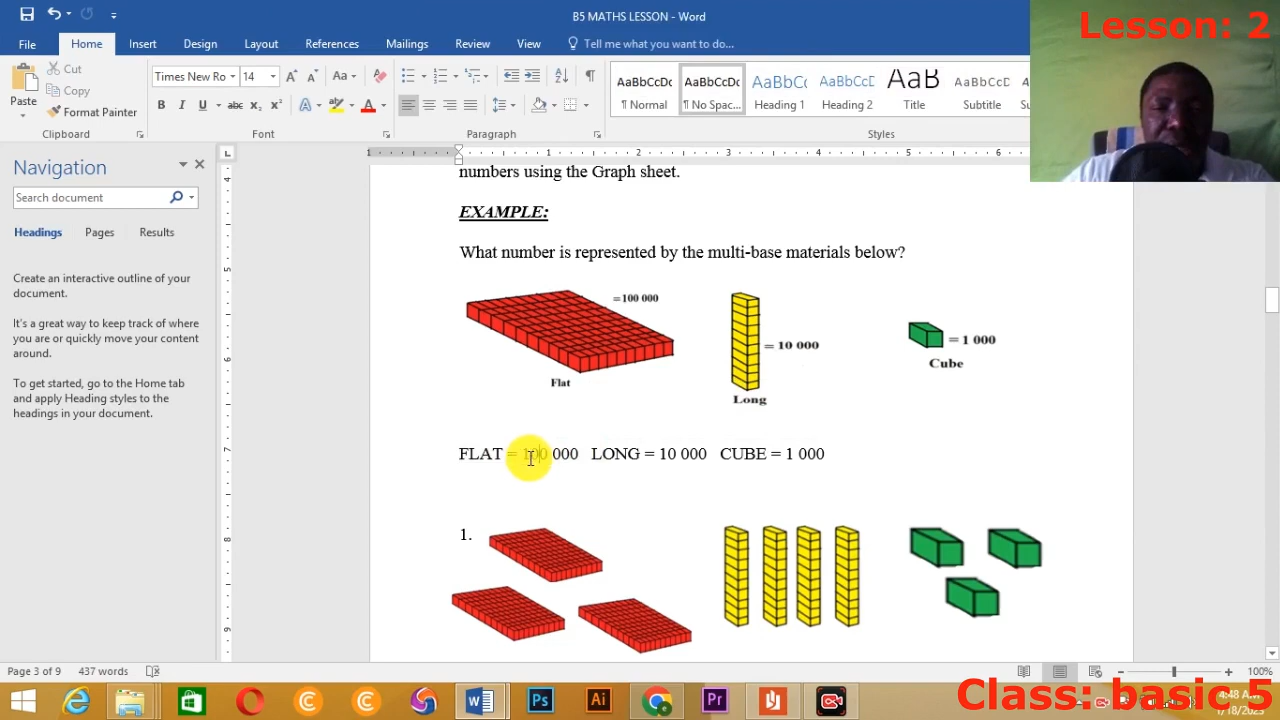 B5 MATHS LESSON - Word
Lesson: 2
File Home Insert Design Layout References Mailings Review View Tell me what you want to do...
Cut
Copy
Format Painter
Paste
Clipboard
Times New Ro 14
Font
Paragraph
AaBbCcDc AaBbCcDc AaBbCc AaBbCcD AaB AaBbCcD
¶ Normal ¶ No Spac... Heading 1 Heading 2 Title Subtitle
Styles
Navigation
Search document
Headings Pages Results
Create an interactive outline of your
document.
It's a great way to keep track of where
you are or quickly move your content
around.
To get started, go to the Home tab
and apply Heading styles to the
headings in your document.
numbers using the Graph sheet.
EXAMPLE:
What number is represented by the multi-base materials below?
=100 000
Flat
= 10 000
Long
= 1 000
Cube
FLAT = 100 000 LONG = 10 000 CUBE = 1 000
1.
Page 3 of 9 437 words
100%
Class: basic 5
4:48 AM